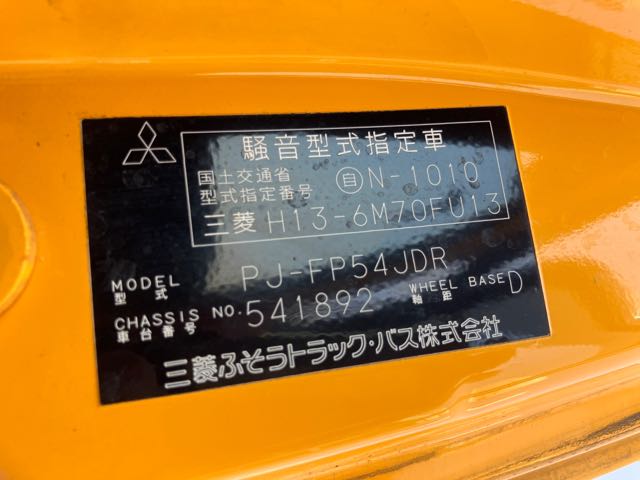 騒音型式指定車
国土交通省
型式指定番号 自N-1010
三菱 H13-6M70FU13
MODEL
型式 PJ-FP54JDR
CHASSIS NO.
車台番号 541892 WHEEL BASE
軸距 D
三菱ふそうトラック・バス株式会社